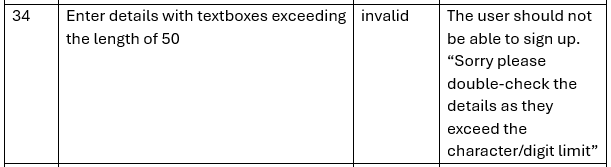 34
Enter details with textboxes exceeding
the length of 50
invalid
The user should not
be able to sign up.
“Sorry please
double-check the
details as they
exceed the
character/digit limit”